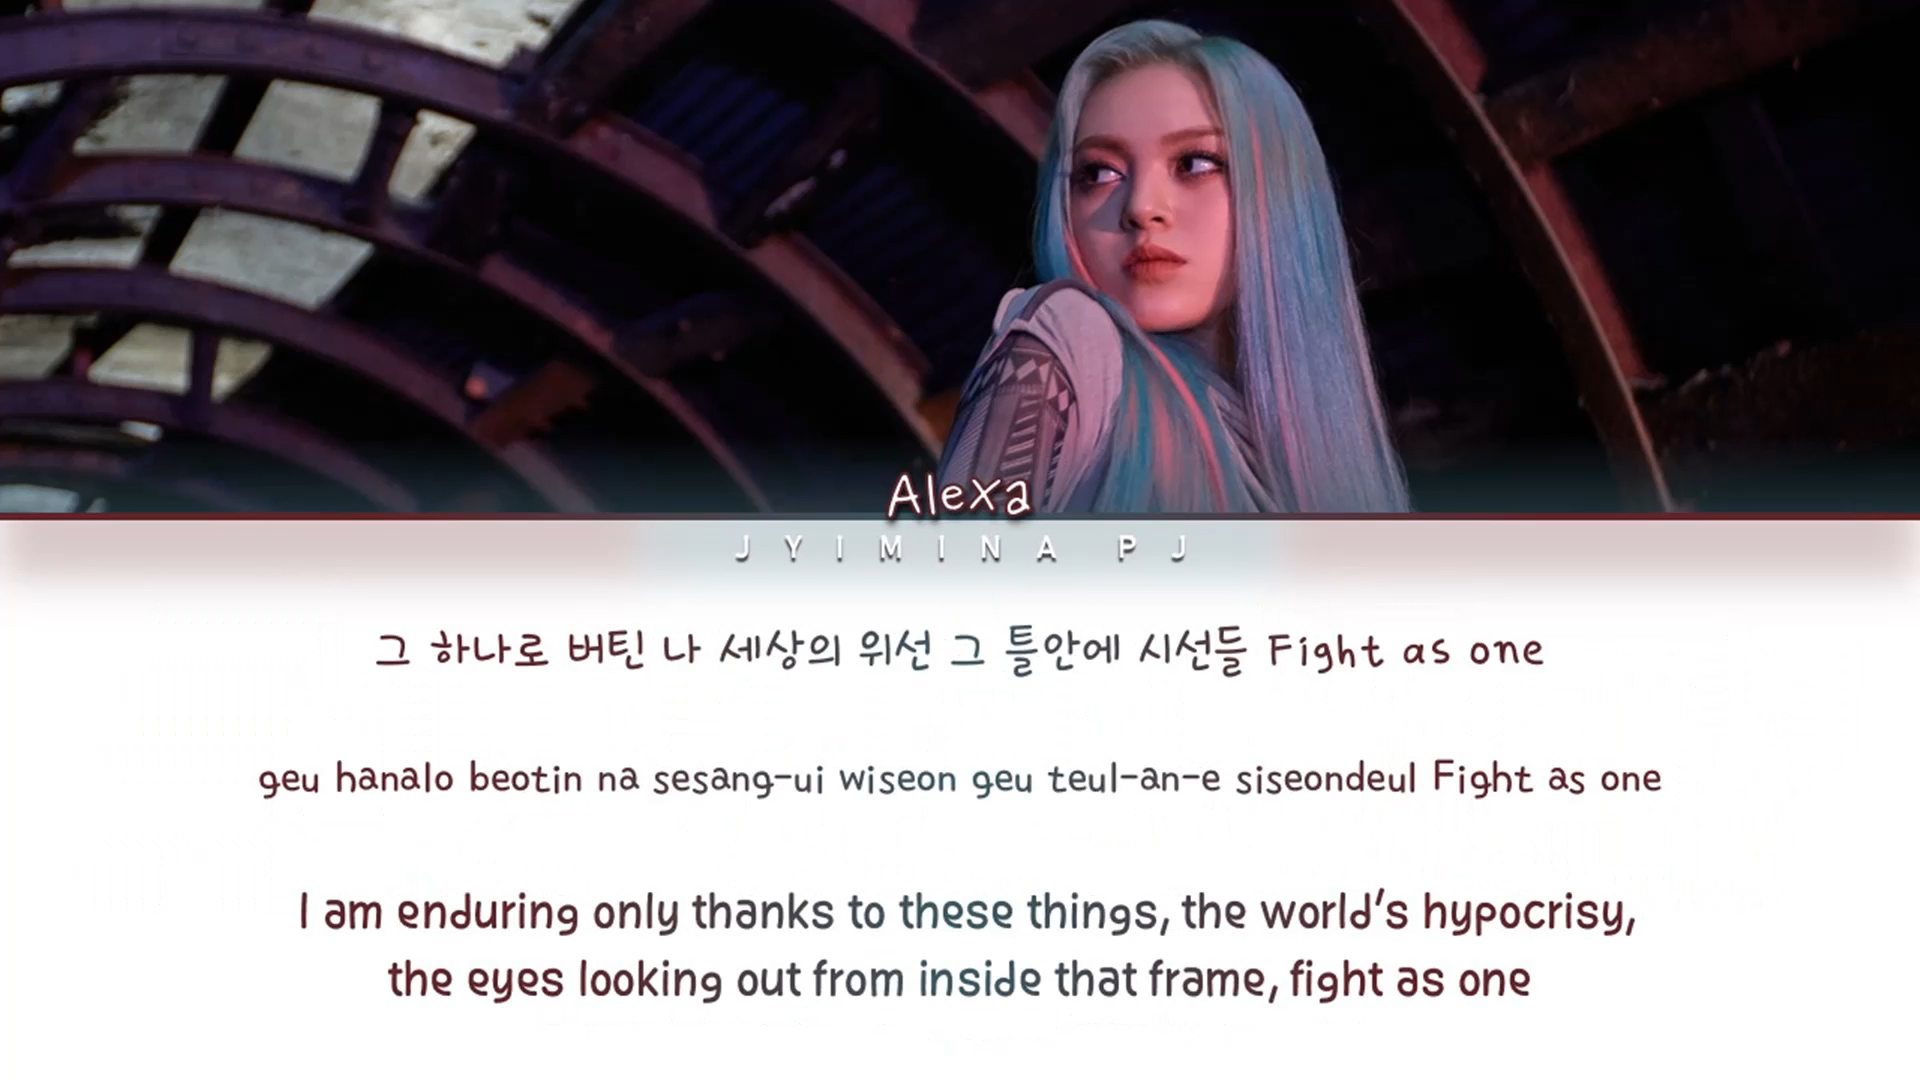 Alexa
JYIMINA PJ
그 하나로 버틴 나 세상의 위선 그 틀안에 시선들 Fight as one
geu hanalo beotin na sesang-ui wiseon geu teul-an-e siseondeul Fight as one
I am enduring only thanks to these things, the world's hypocrisy,
the eyes looking out from inside that frame, fight as one